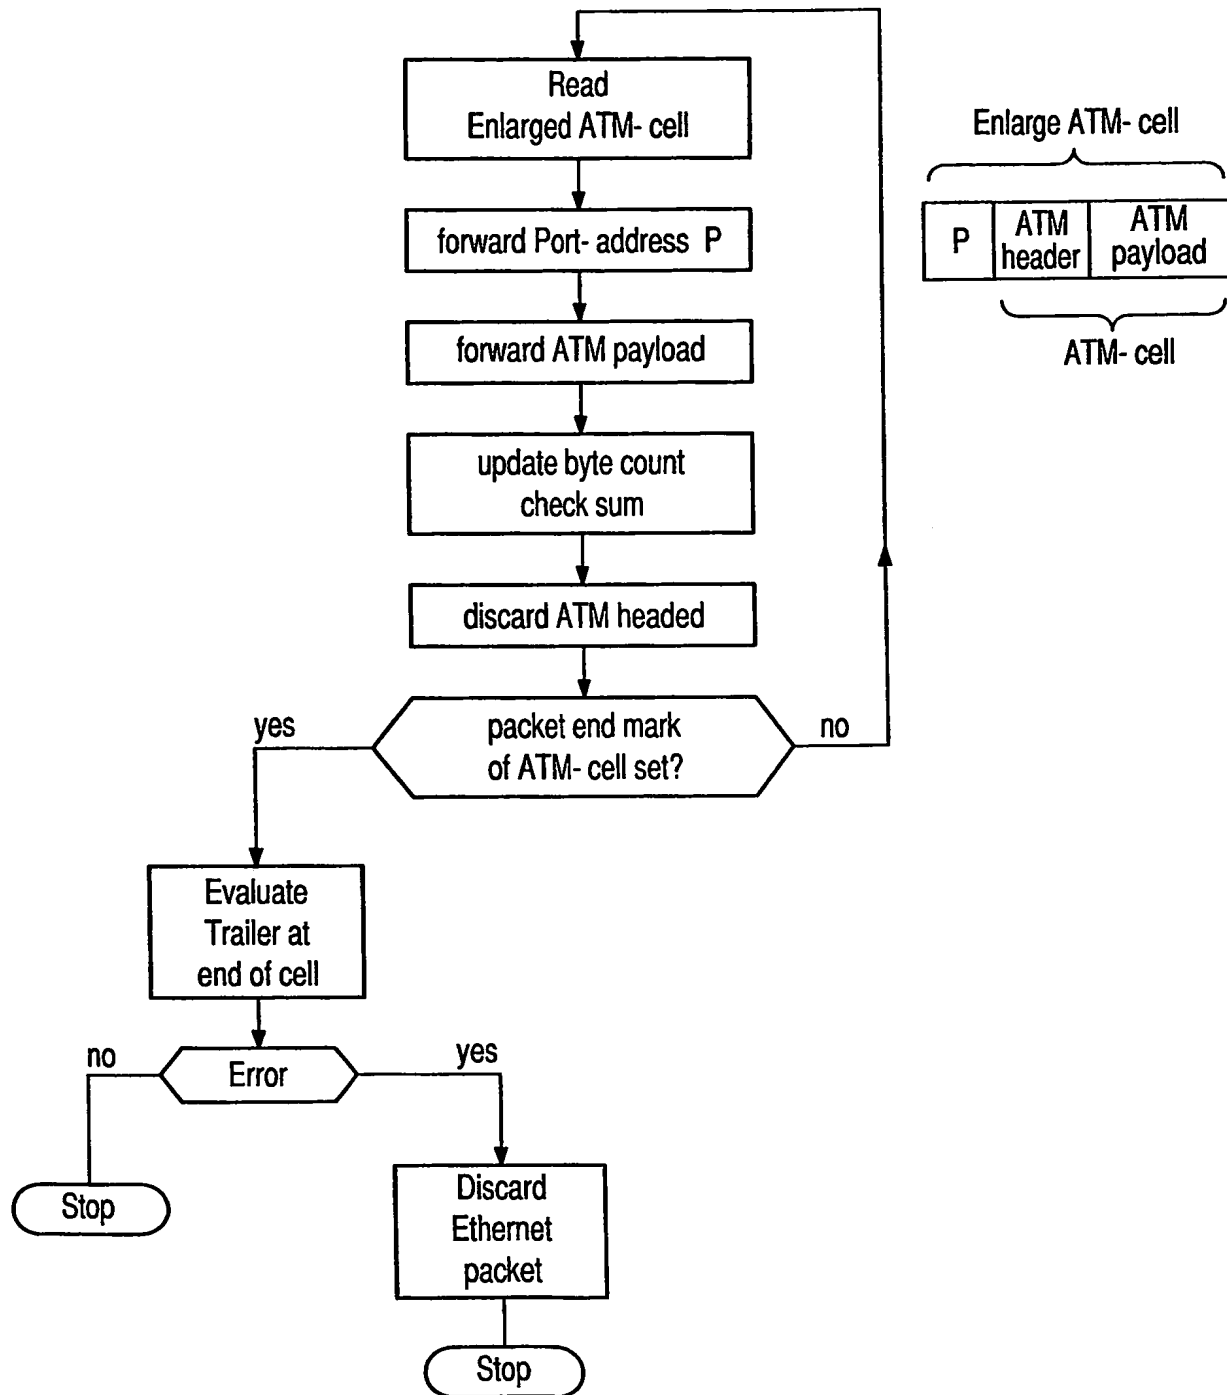 Read
Enlarged ATM- cell
forward Port- address P
forward ATM payload
update byte count
check sum
discard ATM headed
packet end mark
of ATM- cell set?
yes
no
Evaluate
Trailer at
end of cell
Error
no
yes
Stop
Discard
Ethernet
packet
Stop
Enlarge ATM- cell
P
ATM
header
ATM
payload
ATM- cell